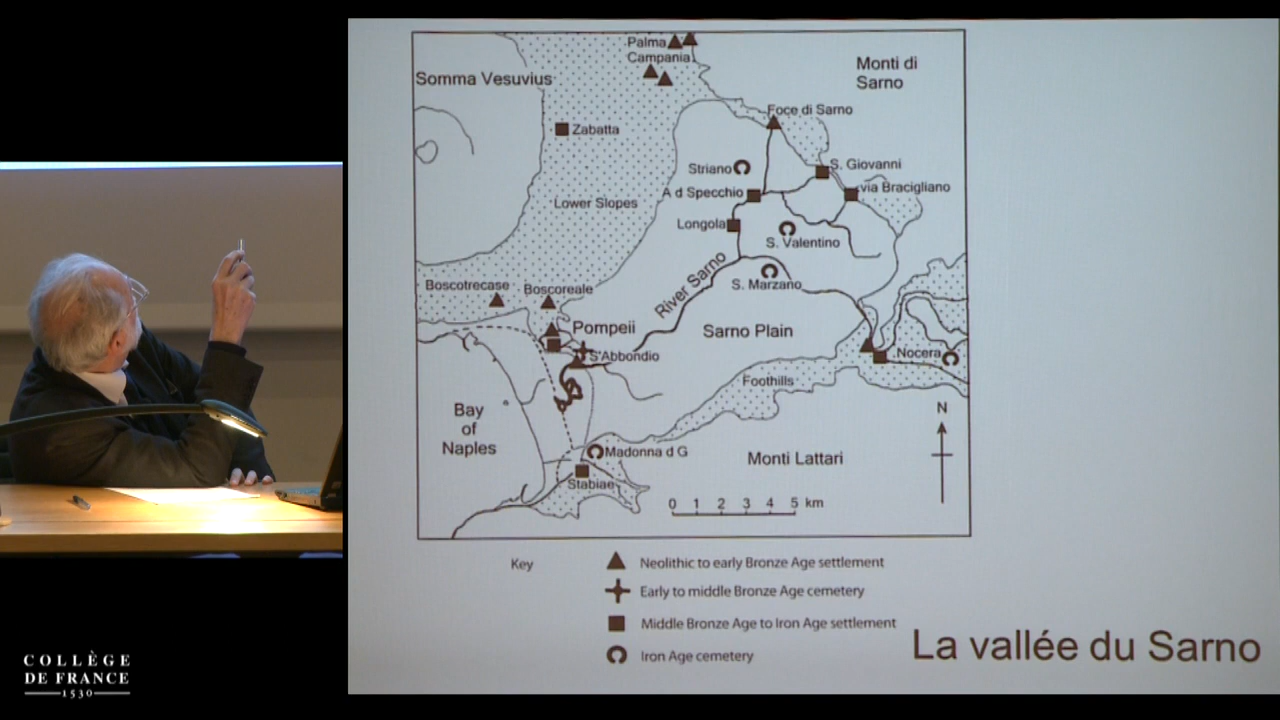 Palma
Campania
Somma Vesuvius
Monti di
Sarno
Foce di Sarno
Zabatta
Striano
S. Giovanni
A d Specchio
via Bracigliano
Lower Slopes
Longola
S. Valentino
River Sarno
S. Marzano
Boscotrecase
Boscoreale
Pompeii
Sarno Plain
S'Abbondio
Nocera
Foothills
Bay
of
Naples
N
Madonna d G
Monti Lattari
Stabiae
0 1 2 3 4 5 km
Key
Neolithic to early Bronze Age settlement
Early to middle Bronze Age cemetery
Middle Bronze Age to Iron Age settlement
Iron Age cemetery
La vallée du Sarno
COLLÈGE
DE FRANCE
1530